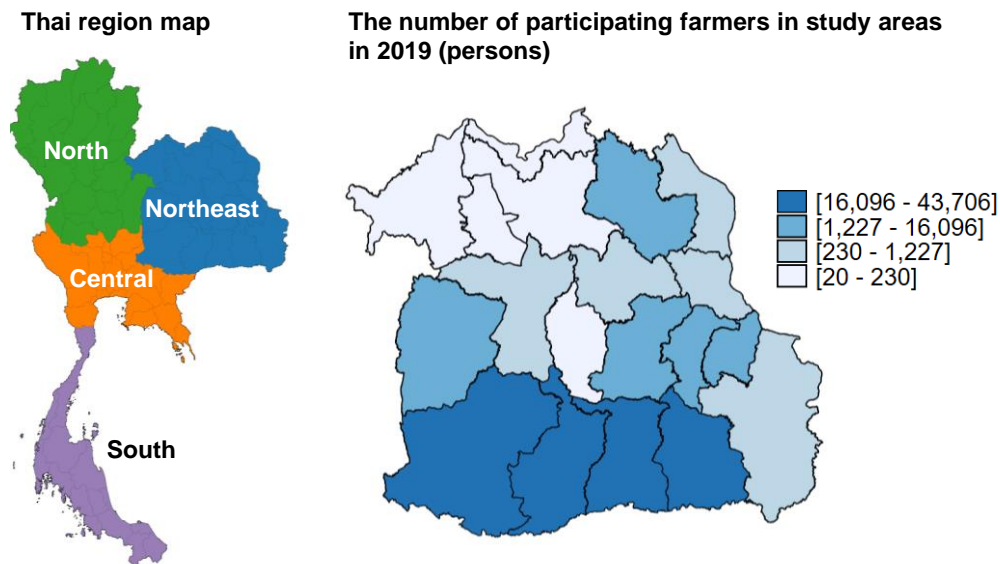 Thai region map
The number of participating farmers in study areas
in 2019 (persons)
North
Northeast
Central
South
[16,096 - 43,706]
[1,227 - 16,096]
[230 - 1,227]
[20 - 230]